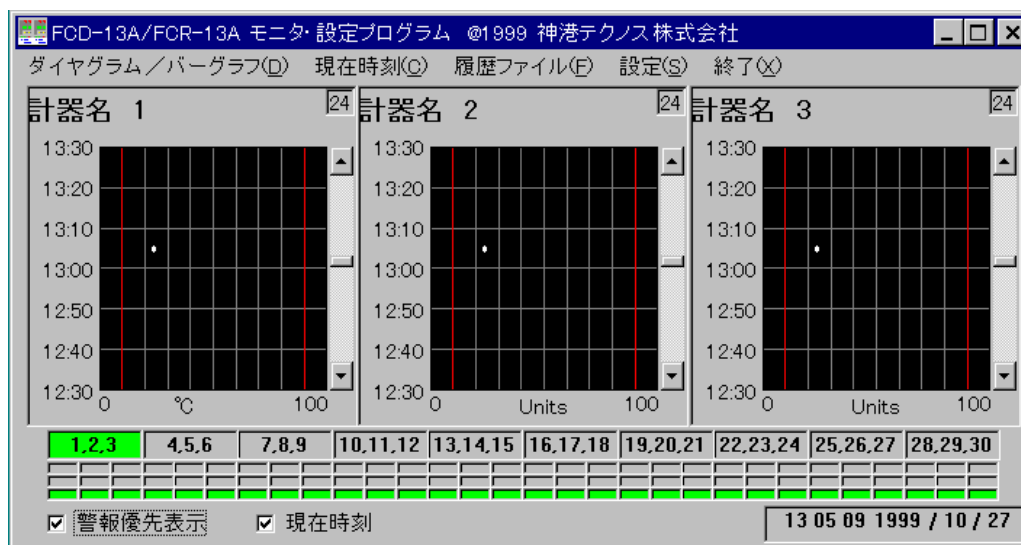 FCD-13A/FCR-13A モニタ・設定プログラム @1999 神港テクノス株式会社
ダイヤグラム／バーグラフ(D) 現在時刻(C) 履歴ファイル(F) 設定(S) 終了(X)
計器名 1 24 計器名 2 24 計器名 3 24
13:30 13:30 13:30
13:20 13:20 13:20
13:10 13:10 13:10
13:00 13:00 13:00
12:50 12:50 12:50
12:40 12:40 12:40
12:30 12:30 12:30
0 ℃ 100 0 Units 100 0 Units 100
1,2,3 4,5,6 7,8,9 10,11,12 13,14,15 16,17,18 19,20,21 22,23,24 25,26,27 28,29,30
警報優先表示 現在時刻 13 05 09 1999 / 10 / 27